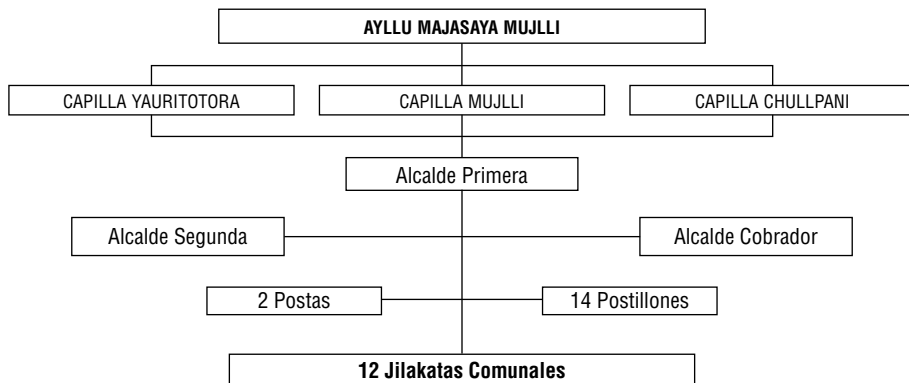 AYLLU MAJASAYA MUJLLI
CAPILLA YAURITOTORA
CAPILLA MUJLLI
CAPILLA CHULLPANI
Alcalde Primera
Alcalde Segunda
Alcalde Cobrador
2 Postas
14 Postillones
12 Jilakatas Comunales